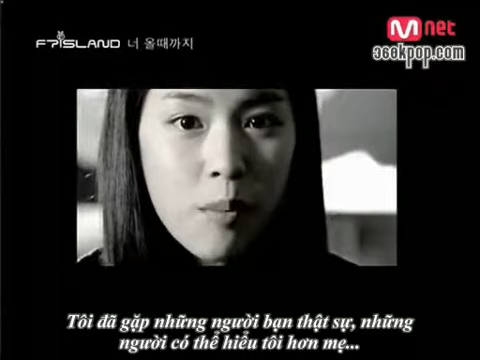 FTISLAND 너 올때까지
Mnet
360kpop.com
Tôi đã gặp những người bạn thật sự, những
người có thể hiểu tôi hơn mẹ...